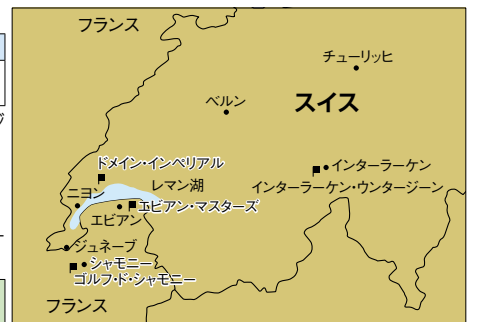 フランス
チューリッヒ
ベルン
スイス
ドメイン・インペリアル
インターラーケン
レマン湖
インターラーケン・ウンタージーン
ニヨン
エビアン・マスターズ
エビアン
ジュネーブ
シャモニー
ゴルフ・ド・シャモニー
フランス